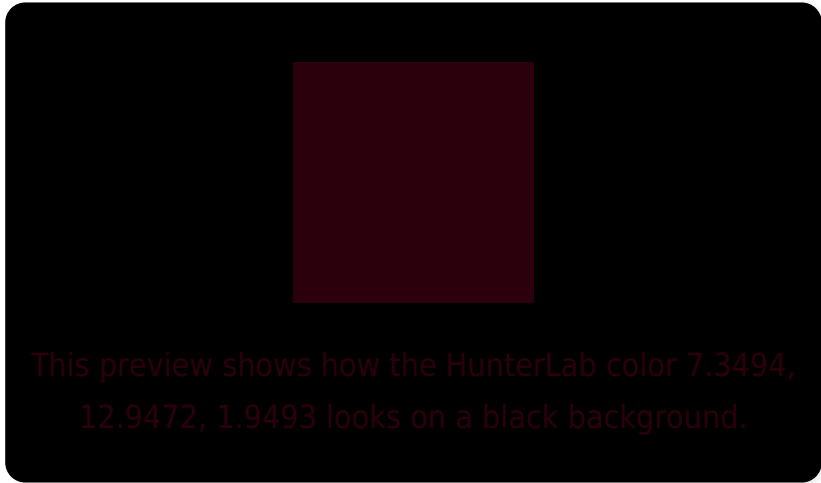 This preview shows how the HunterLab color 7.3494,
12.9472, 1.9493 looks on a black background.